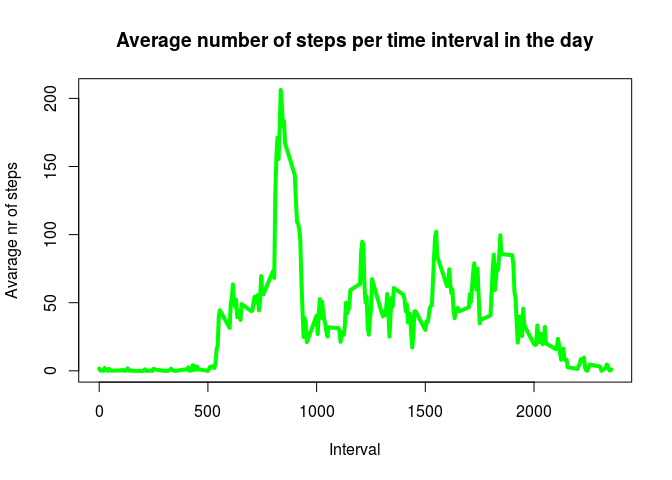 Average number of steps per time interval in the day
Avarage nr of steps
200
150
100
50
0
0 500 1000 1500 2000
Interval